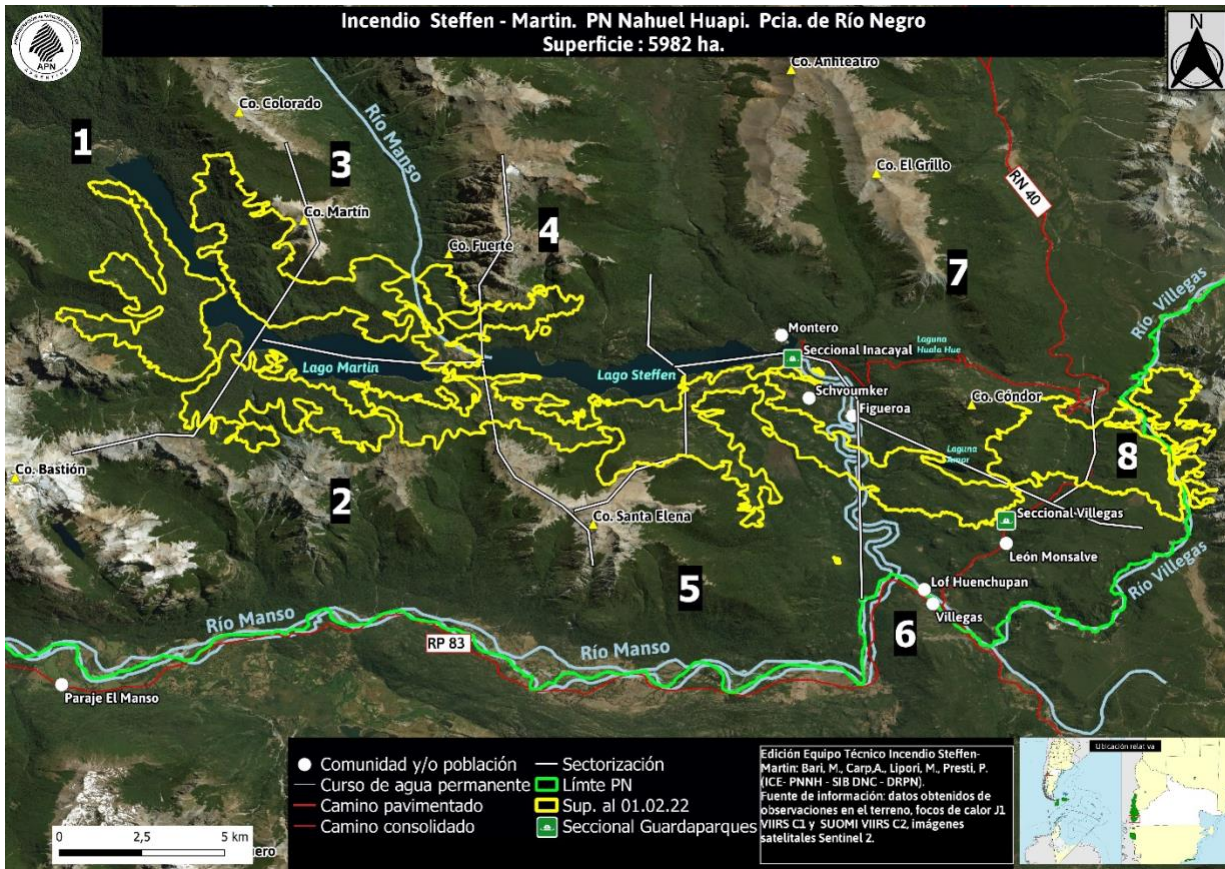 Incendio Steffen - Martin. PN Nahuel Huapi. Pcia. de Río Negro
Superficie : 5982 ha.
APN
ARGENTINA
N
Co. Anfiteatro
Co. Colorado
Río Manso
1
3
Co. El Grillo
RN 40
Co. Martín
4
Co. Fuerte
7
Río Villegas
Montero
Laguna
Huala Hue
Seccional Inacayal
Lago Martin
Lago Steffen
Schvoumker
Co. Cóndor
Figueroa
Laguna
8
Co. Bastión
2
Co. Santa Elena
Seccional Villegas
León Monsalve
5
Lof Huenchupan
Río Villegas
Villegas
Río Manso
6
RP 83
Río Manso
Paraje El Manso
Comunidad y/o población
Curso de agua permanente
Camino pavimentado
Camino consolidado
Sectorización
Límte PN
Sup. al 01.02.22
Seccional Guardaparques
Edición Equipo Técnico Incendio Steffen-
Martin: Bari, M., Carp,A., Lipori, M., Presti, P.
(ICE- PNNH - SIB DNC - DRPN).
Fuente de información: datos obtenidos de
observaciones en el terreno, focos de calor J1
VIIRS C1 y SUOMI VIIRS C2, imágenes
satelitales Sentinel 2.
Ubicación relativa
0 2,5 5 km